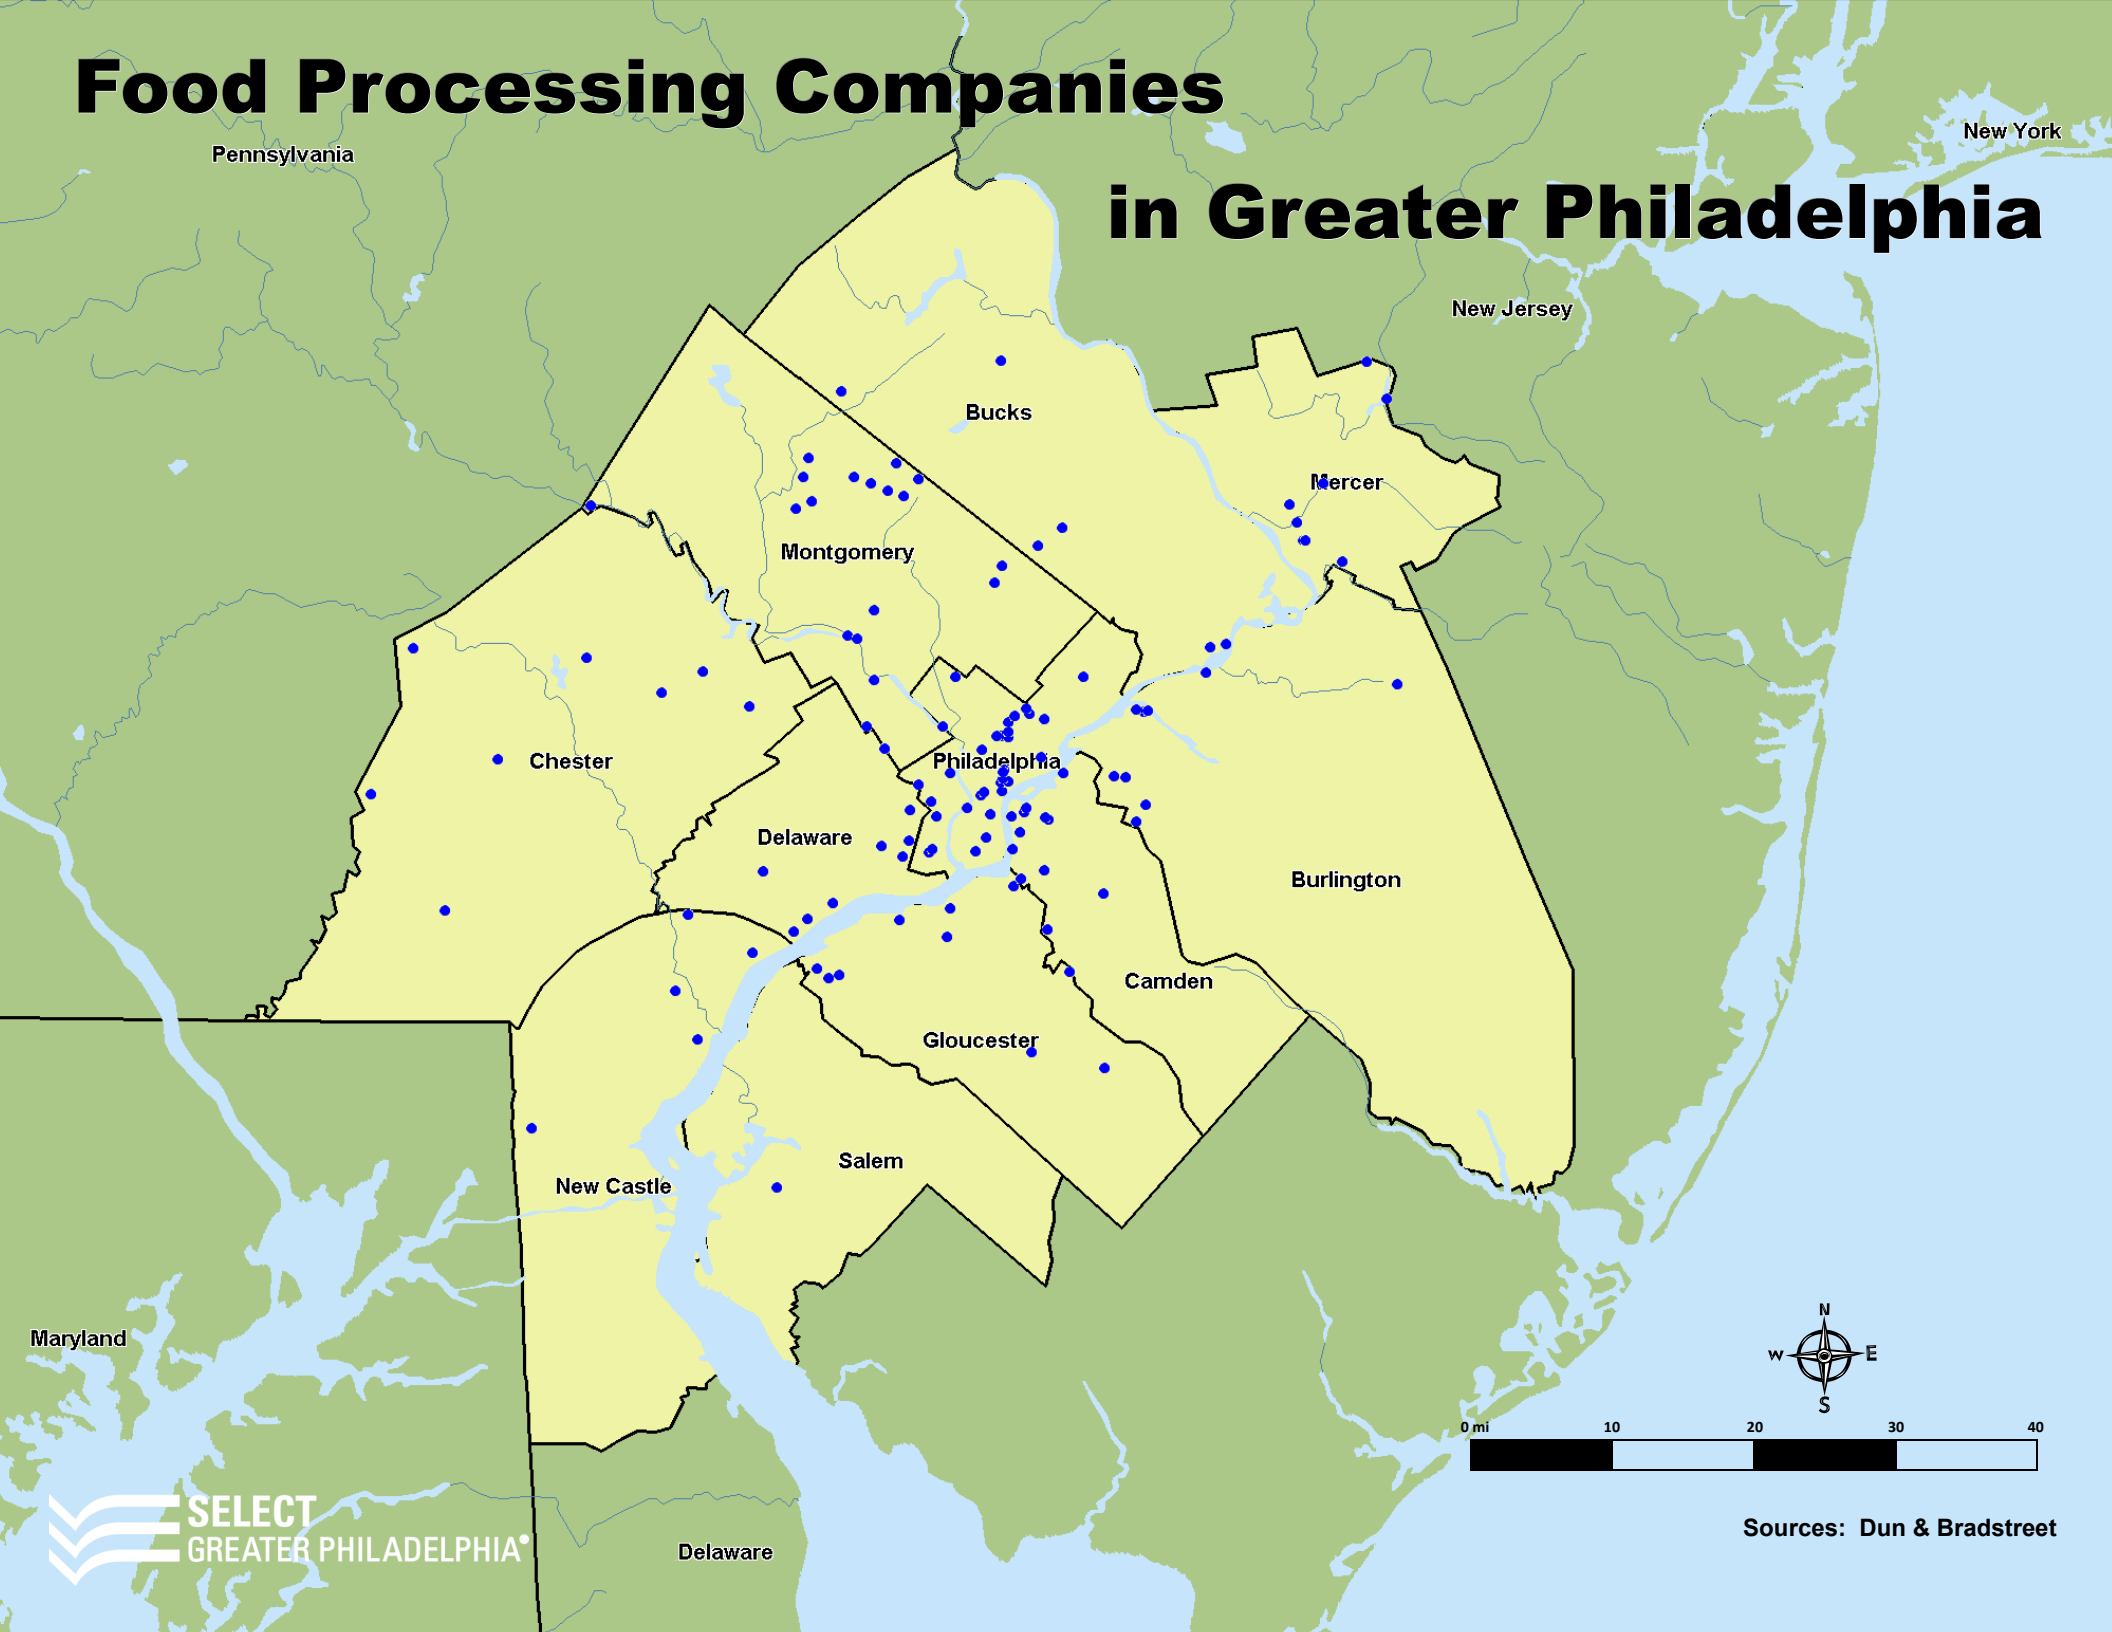 Food Processing Companies
in Greater Philadelphia
Pennsylvania
New York
New Jersey
Bucks
Mercer
Montgomery
Chester
Philadelphia
Delaware
Burlington
Camden
Gloucester
Salem
New Castle
Maryland
Delaware
N
W
E
S
0 mi 10 20 30 40
SELECT
GREATER PHILADELPHIA®
Sources: Dun & Bradstreet